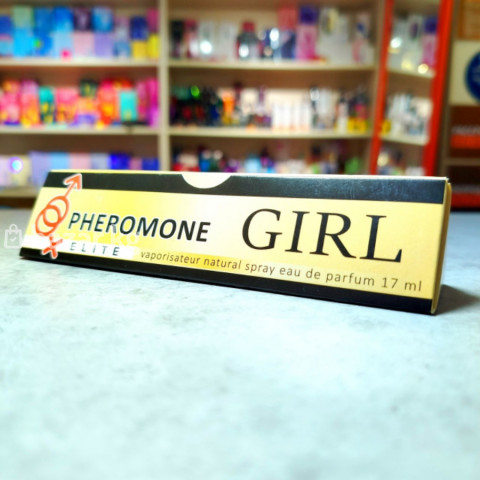 PHEROMONE GIRL
ELITE
vaporisateur natural spray eau de parfum 17 ml